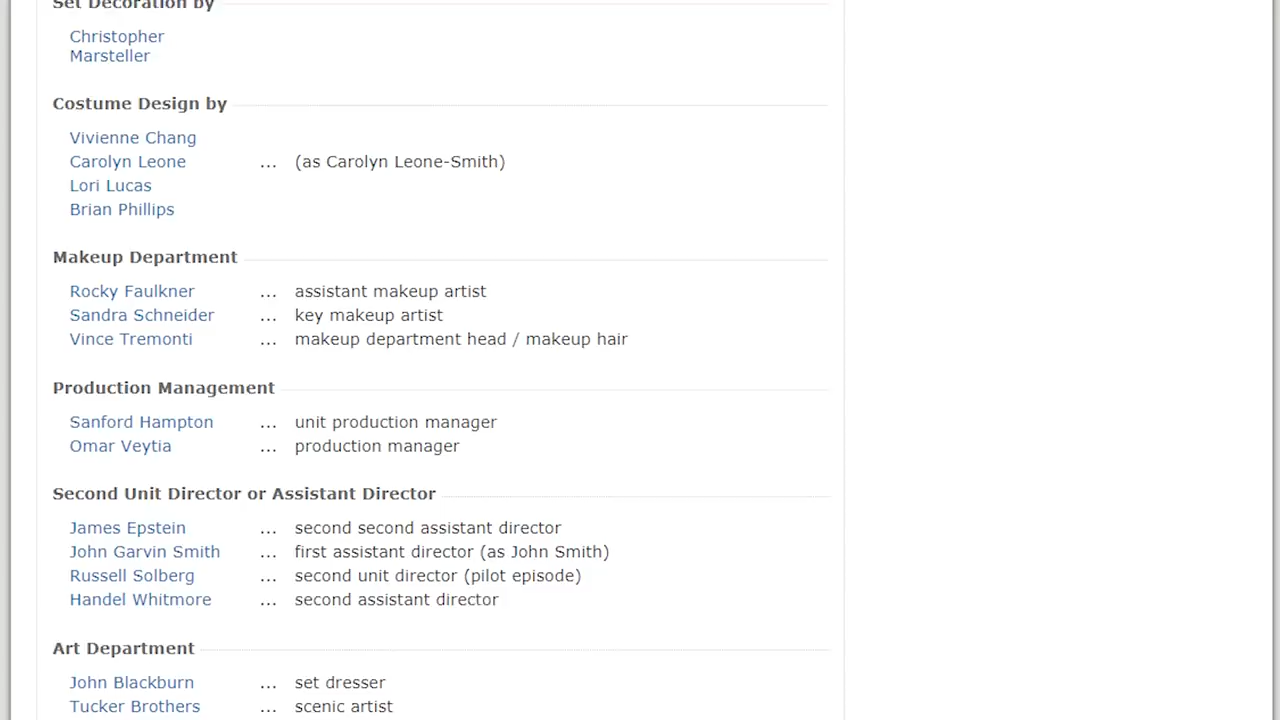 Set Decoration by
Christopher
Marsteller
Costume Design by
Vivienne Chang
Carolyn Leone ... (as Carolyn Leone-Smith)
Lori Lucas
Brian Phillips
Makeup Department
Rocky Faulkner ... assistant makeup artist
Sandra Schneider ... key makeup artist
Vince Tremonti ... makeup department head / makeup hair
Production Management
Sanford Hampton ... unit production manager
Omar Veytia ... production manager
Second Unit Director or Assistant Director
James Epstein ... second second assistant director
John Garvin Smith ... first assistant director (as John Smith)
Russell Solberg ... second unit director (pilot episode)
Handel Whitmore ... second assistant director
Art Department
John Blackburn ... set dresser
Tucker Brothers ... scenic artist